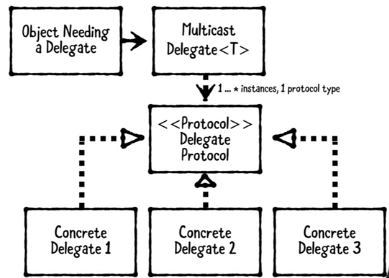 Object Needing
a Delegate
Multicast
Delegate<T>
1 ... * instances, 1 protocol type
<<Protocol>>
Delegate
Protocol
Concrete
Delegate 1
Concrete
Delegate 2
Concrete
Delegate 3